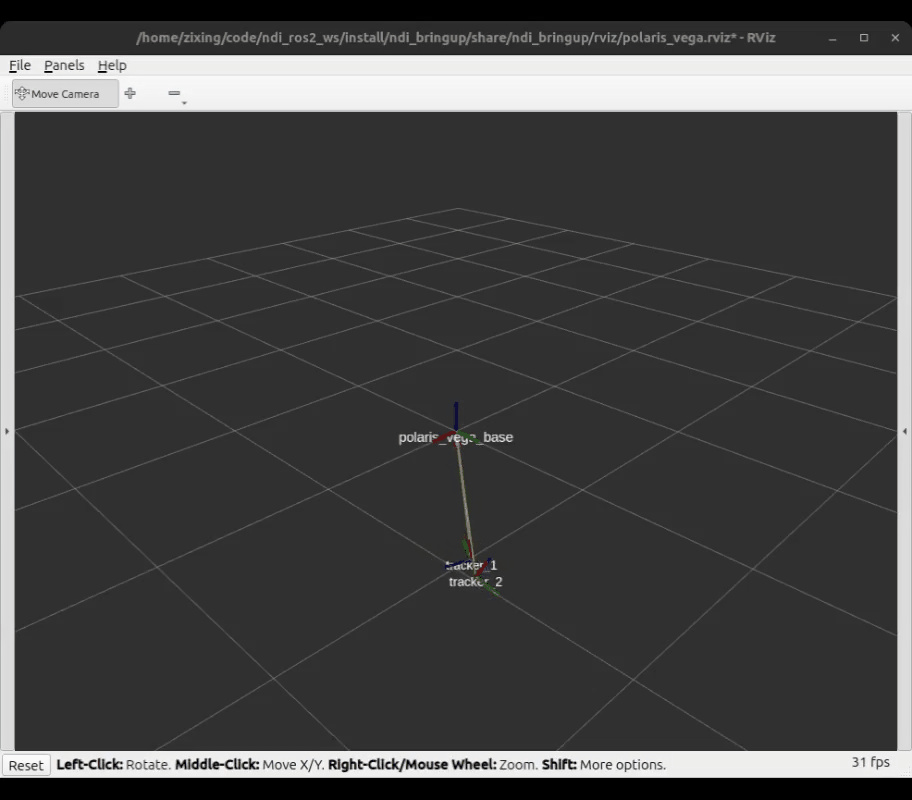 /home/zixing/code/ndi_ros2_ws/install/ndi_bringup/share/ndi_bringup/rviz/polaris_vega.rviz* - RViz
File Panels Help
Move Camera
polaris_vega_base
tracker_1
tracker_2
Reset Left-Click: Rotate. Middle-Click: Move X/Y. Right-Click/Mouse Wheel: Zoom. Shift: More options. 31 fps